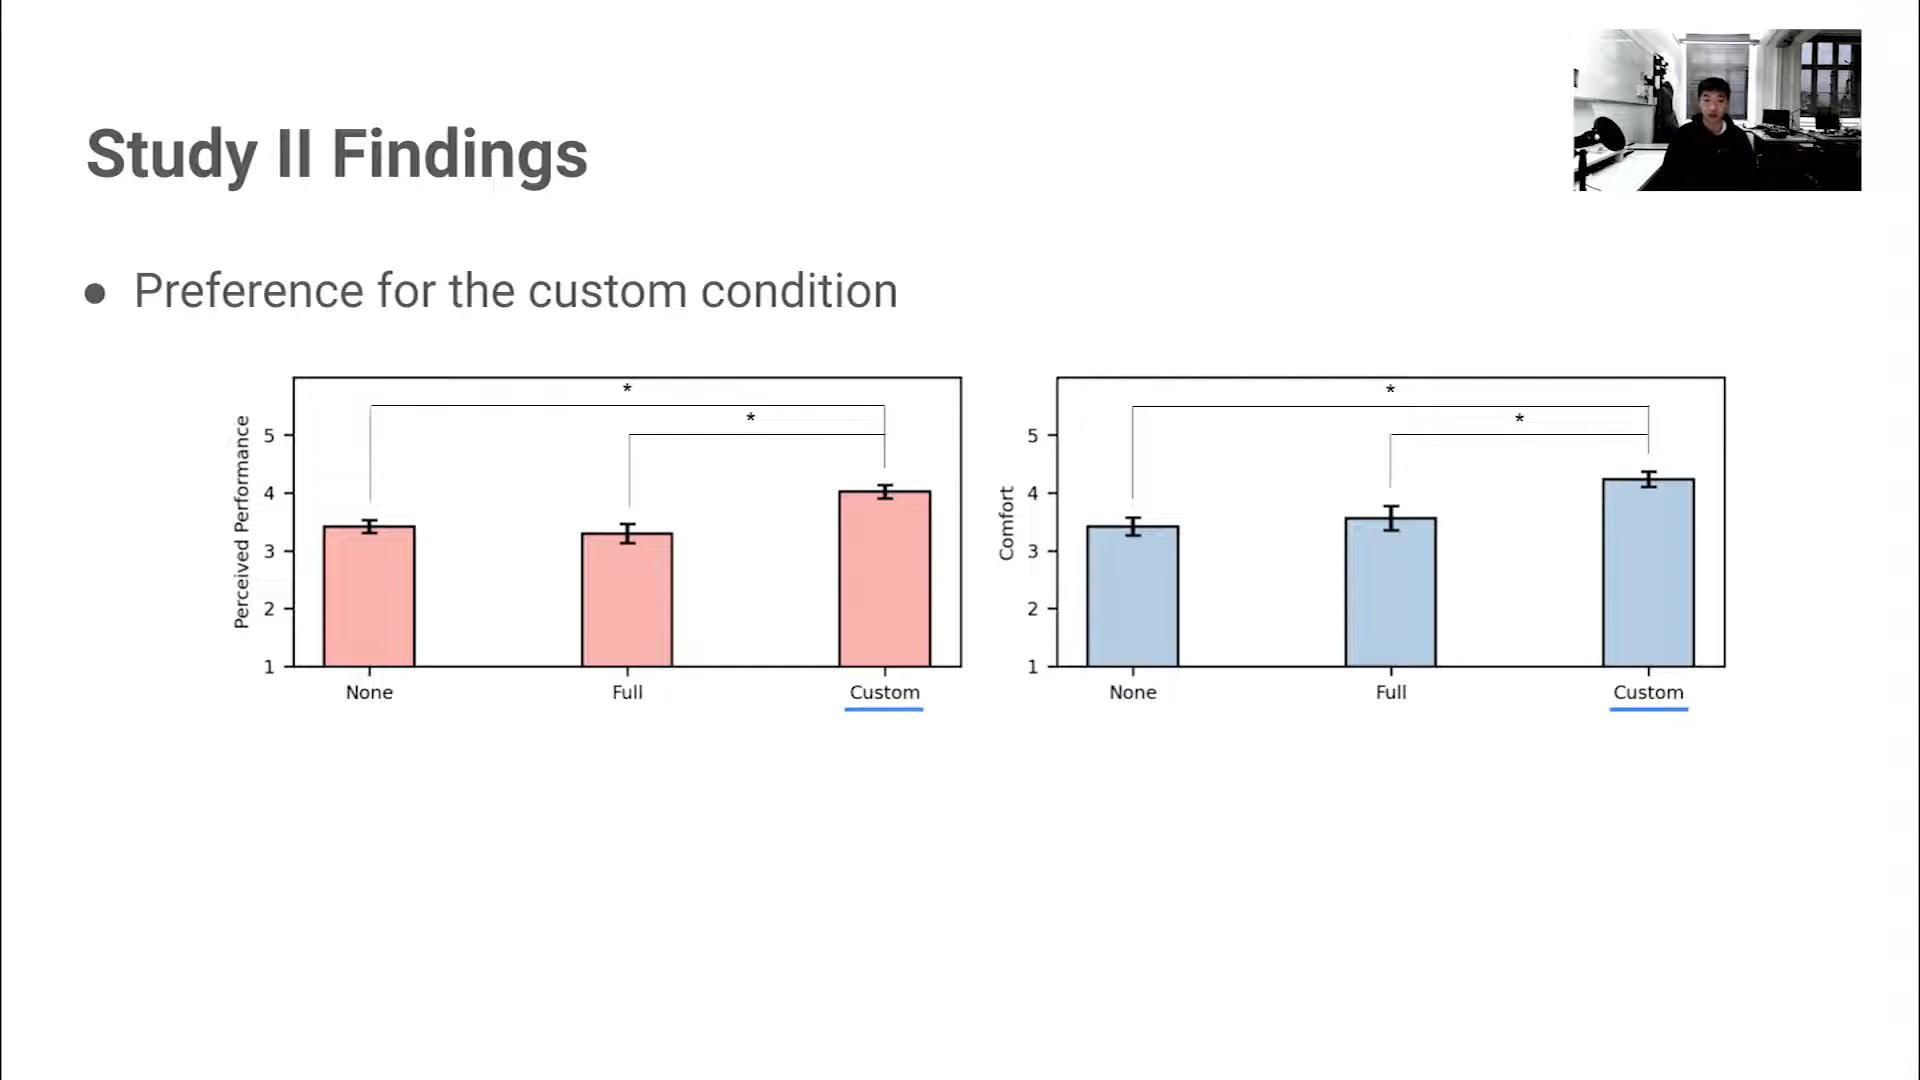 Study II Findings
● Preference for the custom condition
Perceived Performance
5
4
3
2
1
None Full Custom
*
*
Comfort
5
4
3
2
1
None Full Custom
*
*